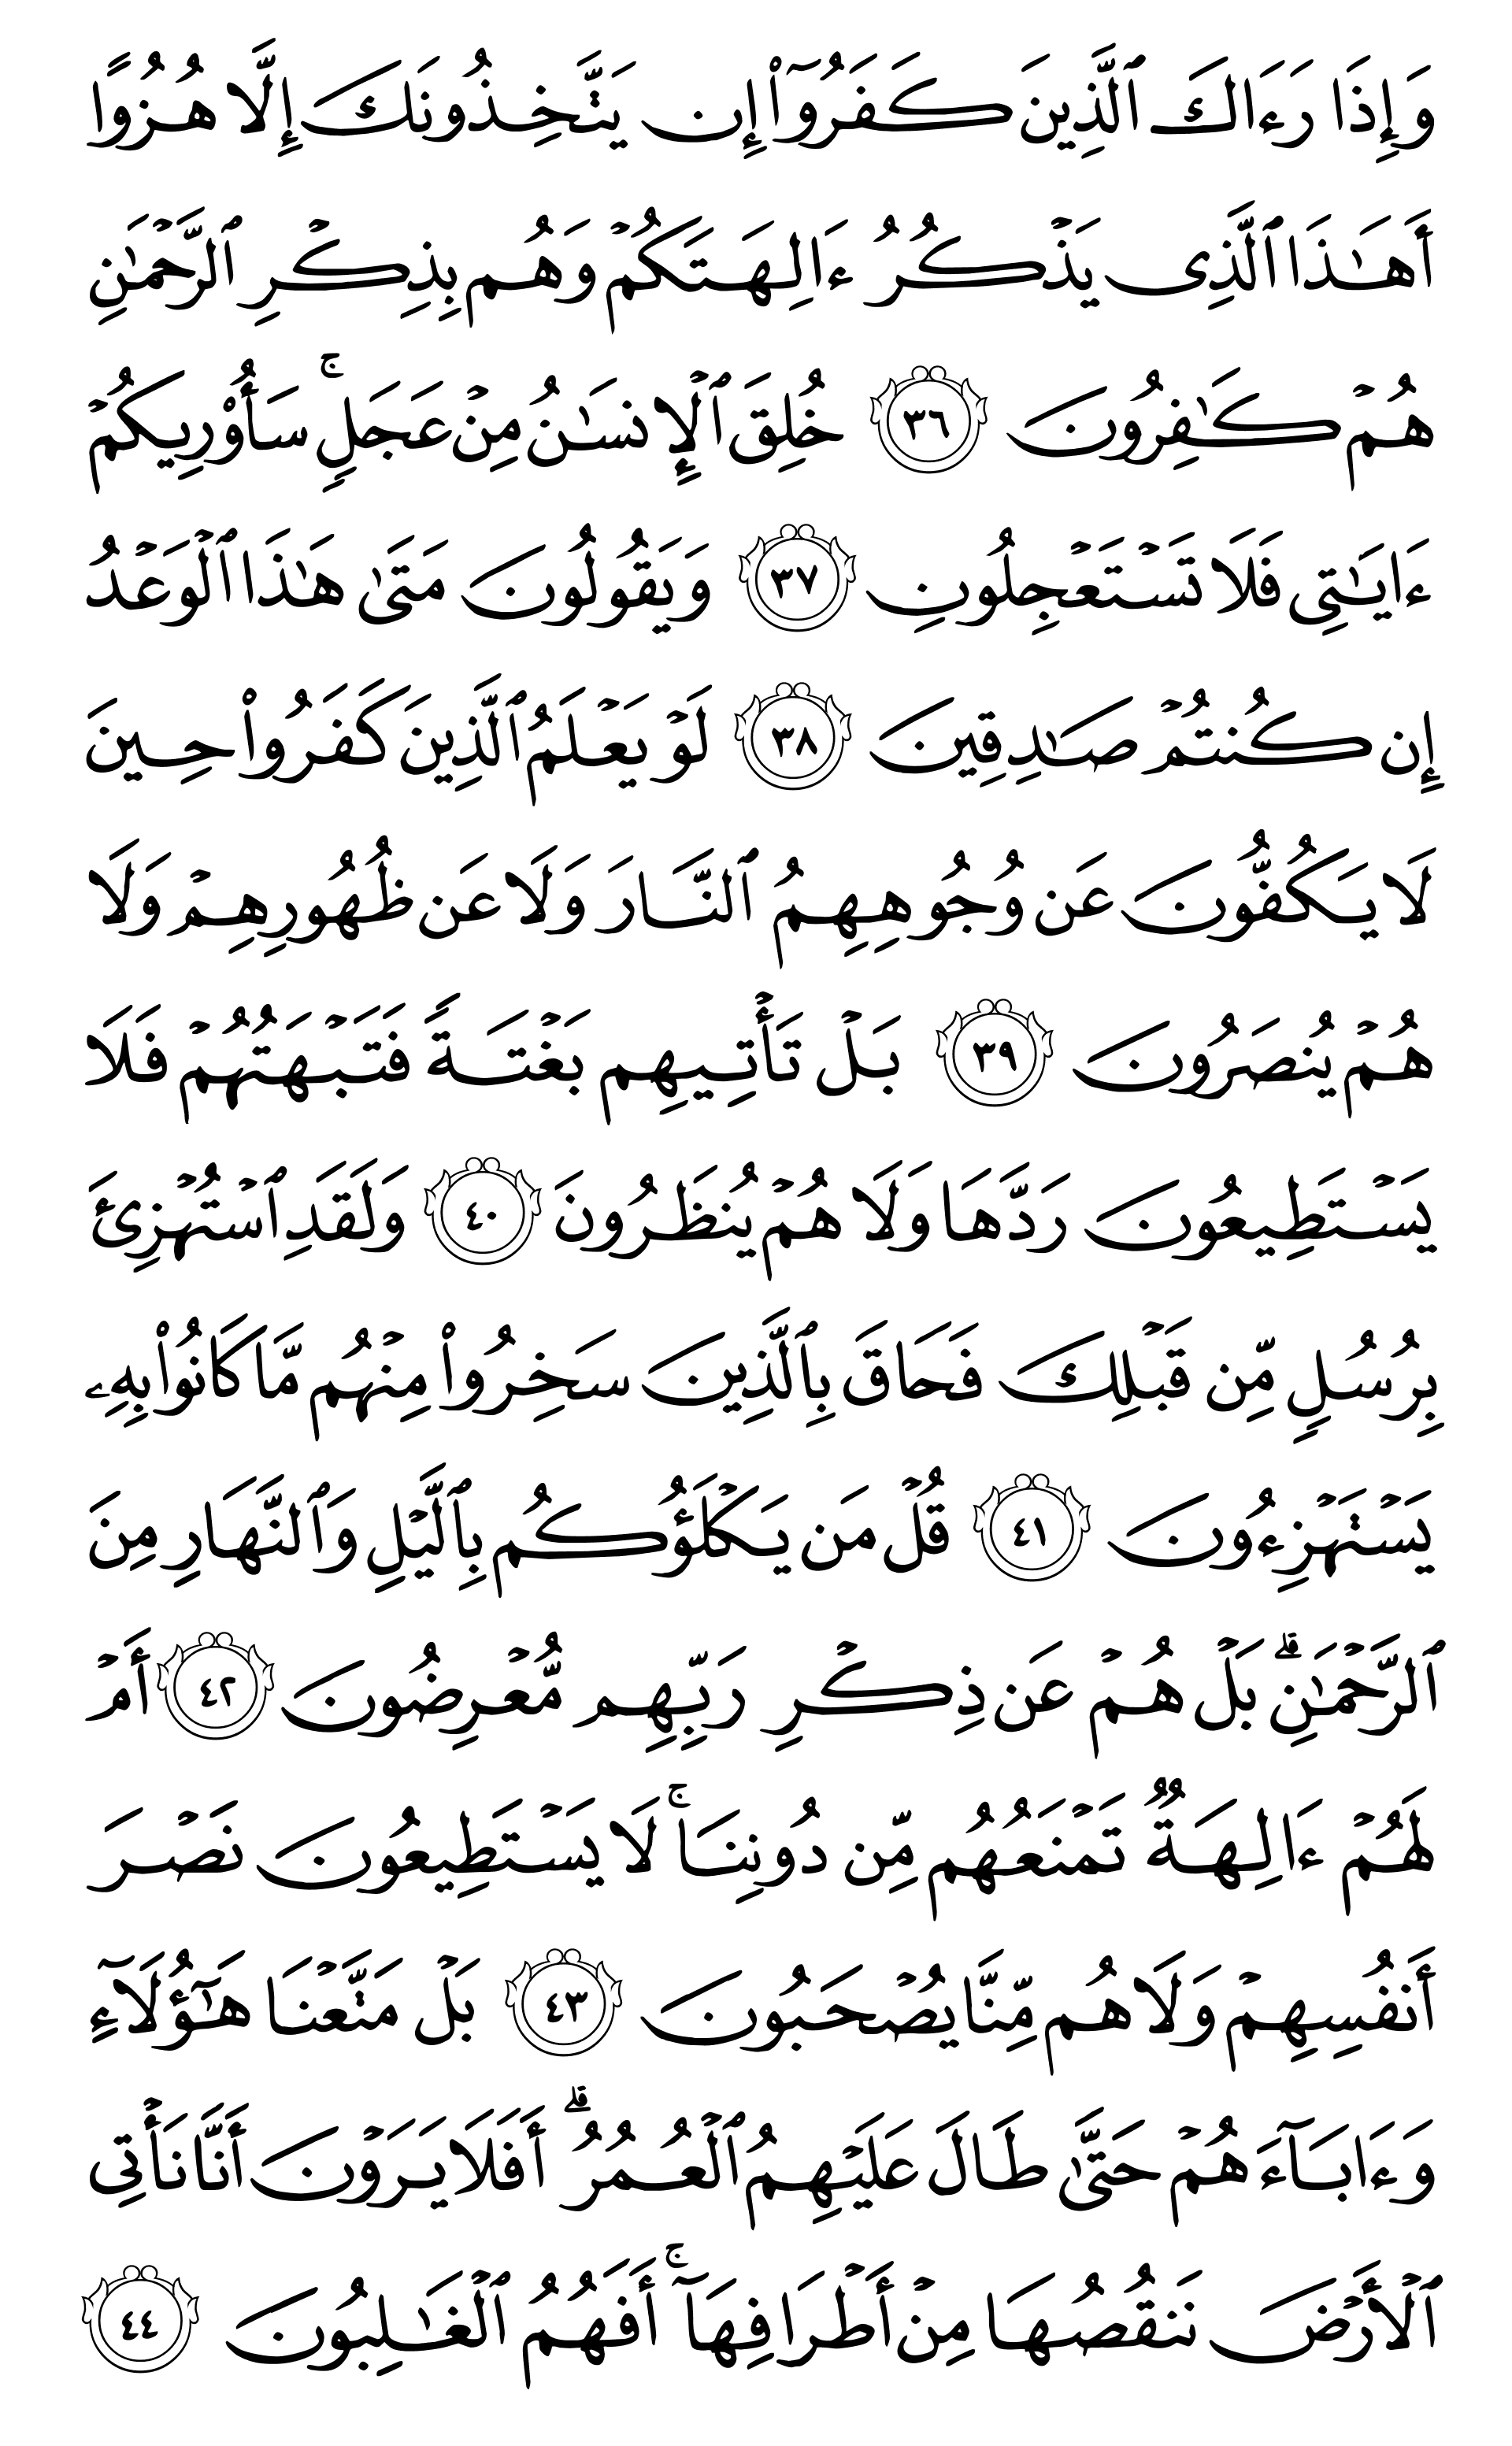 وَإِذَا رَءَاكَ ٱلَّذِينَ كَفَرُوٓا۟ إِن يَتَّخِذُونَكَ إِلَّا هُزُوًا
أَهَـٰذَا ٱلَّذِى يَذْكُرُ ءَالِهَتَكُمْ وَهُم بِذِكْرِ ٱلرَّحْمَـٰنِ
هُمْ كَـٰفِرُونَ ٣٦ خُلِقَ ٱلْإِنسَـٰنُ مِنْ عَجَلٍ ۚ سَأُو۟رِيكُمْ
ءَايَـٰتِى فَلَا تَسْتَعْجِلُونِ ٣٧ وَيَقُولُونَ مَتَىٰ هَـٰذَا ٱلْوَعْدُ
إِن كُنتُمْ صَـٰدِقِينَ ٣٨ لَوْ يَعْلَمُ ٱلَّذِينَ كَفَرُوا۟ حِينَ
لَا يَكُفُّونَ عَن وُجُوهِهِمُ ٱلنَّارَ وَلَا عَن ظُهُورِهِمْ وَلَا
هُمْ يُنصَرُونَ ٣٩ بَلْ تَأْتِيهِم بَغْتَةً فَتَبْهَتُهُمْ فَلَا
يَسْتَطِيعُونَ رَدَّهَا وَلَا هُمْ يُنظَرُونَ ٤٠ وَلَقَدِ ٱسْتُهْزِئَ
بِرُسُلٍ مِّن قَبْلِكَ فَحَاقَ بِٱلَّذِينَ سَخِرُوا۟ مِنْهُم مَّا كَانُوا۟ بِهِۦ
يَسْتَهْزِءُونَ ٤١ قُلْ مَن يَكْلَؤُكُم بِٱلَّيْلِ وَٱلنَّهَارِ مِنَ
ٱلرَّحْمَـٰنِ ۗ بَلْ هُمْ عَن ذِكْرِ رَبِّهِم مُّعْرِضُونَ ٤٢ أَمْ
لَهُمْ ءَالِهَةٌ تَمْنَعُهُم مِّن دُونِنَا ۚ لَا يَسْتَطِيعُونَ نَصْرَ
أَنفُسِهِمْ وَلَا هُم مِّنَّا يُصْحَبُونَ ٤٣ بَلْ مَتَّعْنَا هَـٰٓؤُلَآءِ
وَءَابَآءَهُمْ حَتَّىٰ طَالَ عَلَيْهِمُ ٱلْعُمُرُ ۗ أَفَلَا يَرَوْنَ أَنَّا نَأْتِى
ٱلْأَرْضَ نَنقُصُهَا مِنْ أَطْرَافِهَآ ۚ أَفَهُمُ ٱلْغَـٰلِبُونَ ٤٤